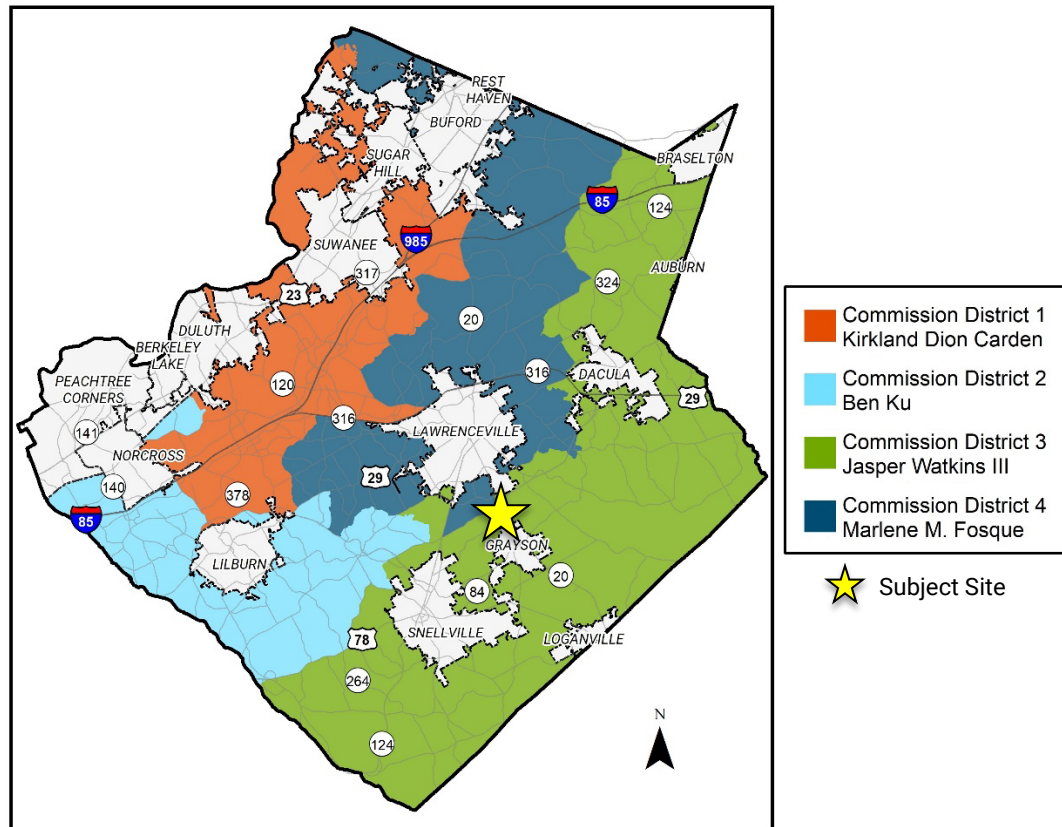 REST
HAVEN
BUFORD
SUGAR
HILL
BRASELTON
85
124
985
SUWANEE
317
AUBURN
324
23
DULUTH
BERKELEY
LAKE
20
PEACHTREE
CORNERS
120
316
DACULA
29
141
316
LAWRENCEVILLE
NORCROSS
29
140
378
85
GRAYSON
LILBURN
20
84
SNELLVILLE
78
LOGANVILLE
264
124
N
Commission District 1
Kirkland Dion Carden
Commission District 2
Ben Ku
Commission District 3
Jasper Watkins III
Commission District 4
Marlene M. Fosque
Subject Site